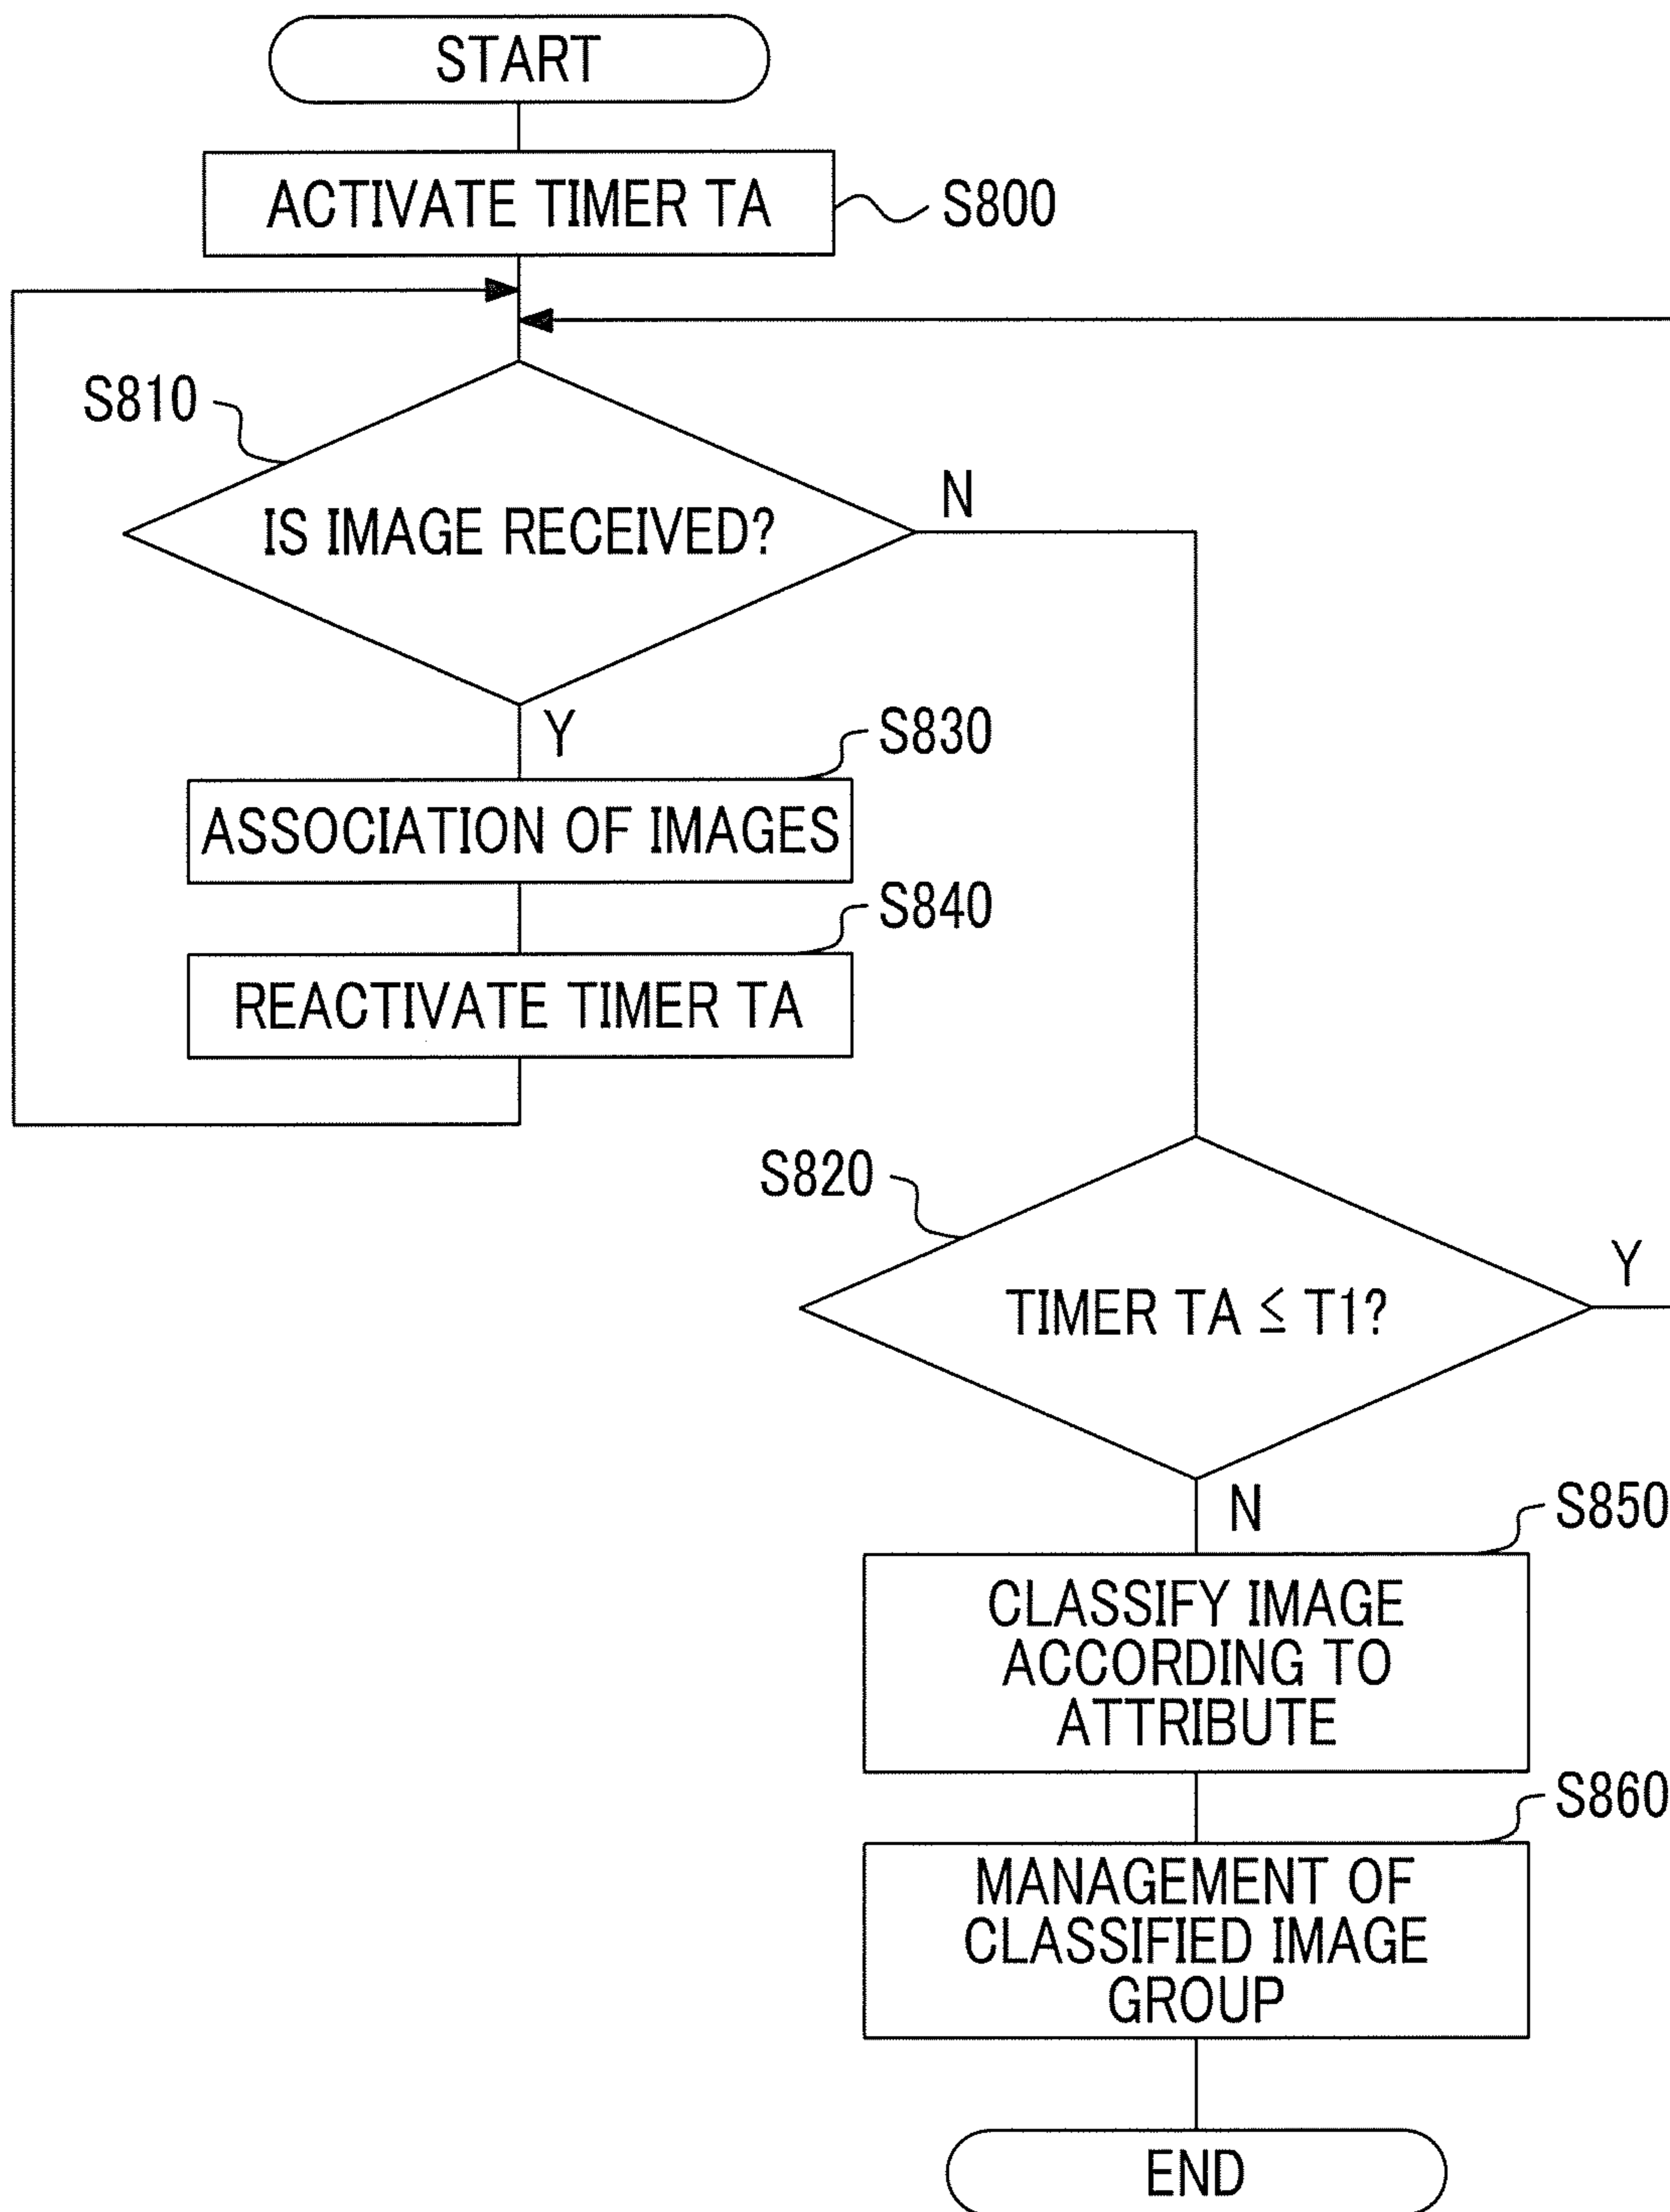 START
ACTIVATE TIMER TA
S800
S810
IS IMAGE RECEIVED?
N
Y
S830
ASSOCIATION OF IMAGES
S840
REACTIVATE TIMER TA
S820
TIMER TA ≦ T1?
Y
N
S850
CLASSIFY IMAGE
ACCORDING TO
ATTRIBUTE
S860
MANAGEMENT OF
CLASSIFIED IMAGE
GROUP
END